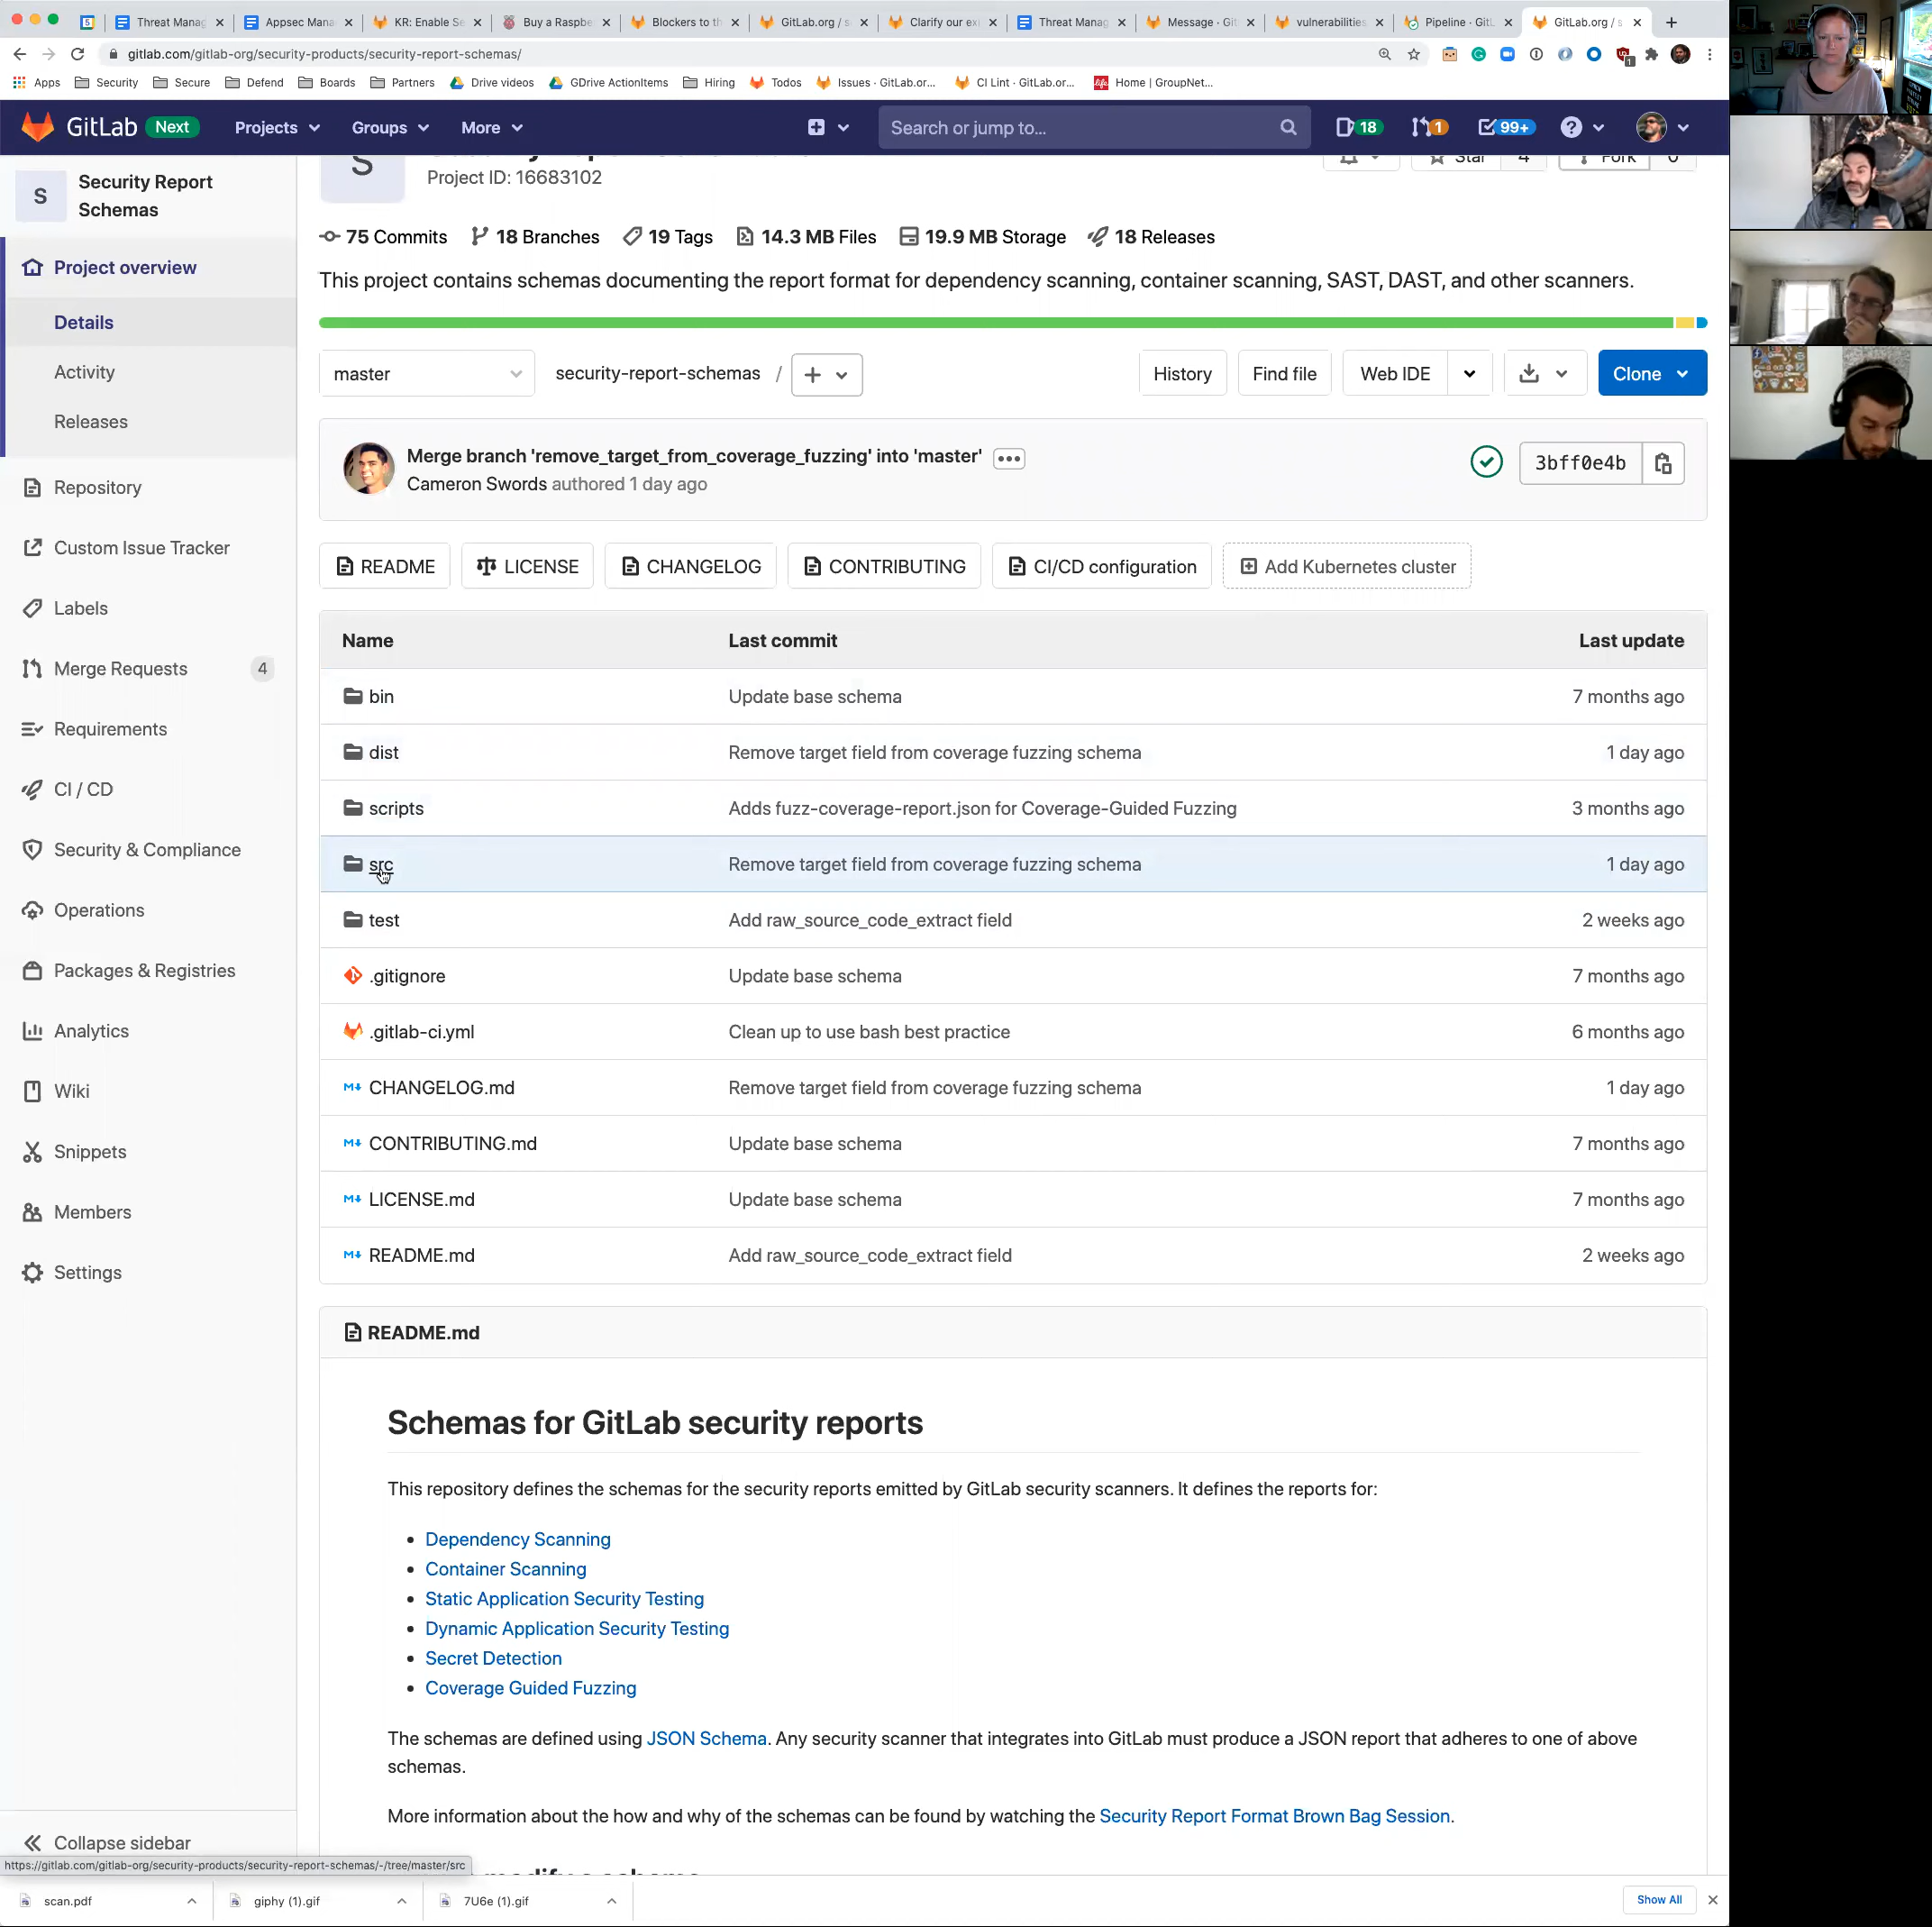 Threat Manag
Appsec Mana
KR: Enable Se
Buy a Raspbe
Blockers to th
GitLab.org / s
Clarify our ex
Threat Manag
Message · Git
vulnerabilities
Pipeline · GitL
GitLab.org / s
gitlab.com/gitlab-org/security-products/security-report-schemas/
Apps
Security
Secure
Defend
Boards
Partners
Drive videos
GDrive ActionItems
Hiring
Todos
Issues · GitLab.or...
CI Lint · GitLab.or...
Home | GroupNet...
GitLab Next
Projects
Groups
More
Search or jump to...
18
1
99+
S
Security Report
Schemas
Project overview
Details
Activity
Releases
Repository
Custom Issue Tracker
Labels
Merge Requests 4
Requirements
CI / CD
Security & Compliance
Operations
Packages & Registries
Analytics
Wiki
Snippets
Members
Settings
Collapse sidebar
https://gitlab.com/gitlab-org/security-products/security-report-schemas/-/tree/master/src
S
Project ID: 16683102
Star 4
Fork 0
75 Commits 18 Branches 19 Tags 14.3 MB Files 19.9 MB Storage 18 Releases
This project contains schemas documenting the report format for dependency scanning, container scanning, SAST, DAST, and other scanners.
master
security-report-schemas /
History
Find file
Web IDE
Clone
Merge branch 'remove_target_from_coverage_fuzzing' into 'master'
Cameron Swords authored 1 day ago
3bff0e4b
README
LICENSE
CHANGELOG
CONTRIBUTING
CI/CD configuration
Add Kubernetes cluster
Name Last commit Last update
bin Update base schema 7 months ago
dist Remove target field from coverage fuzzing schema 1 day ago
scripts Adds fuzz-coverage-report.json for Coverage-Guided Fuzzing 3 months ago
src Remove target field from coverage fuzzing schema 1 day ago
test Add raw_source_code_extract field 2 weeks ago
.gitignore Update base schema 7 months ago
.gitlab-ci.yml Clean up to use bash best practice 6 months ago
CHANGELOG.md Remove target field from coverage fuzzing schema 1 day ago
CONTRIBUTING.md Update base schema 7 months ago
LICENSE.md Update base schema 7 months ago
README.md Add raw_source_code_extract field 2 weeks ago
README.md
Schemas for GitLab security reports
This repository defines the schemas for the security reports emitted by GitLab security scanners. It defines the reports for:
Dependency Scanning
Container Scanning
Static Application Security Testing
Dynamic Application Security Testing
Secret Detection
Coverage Guided Fuzzing
The schemas are defined using JSON Schema. Any security scanner that integrates into GitLab must produce a JSON report that adheres to one of above
schemas.
More information about the how and why of the schemas can be found by watching the Security Report Format Brown Bag Session.
scan.pdf
giphy (1).gif
7U6e (1).gif
Show All